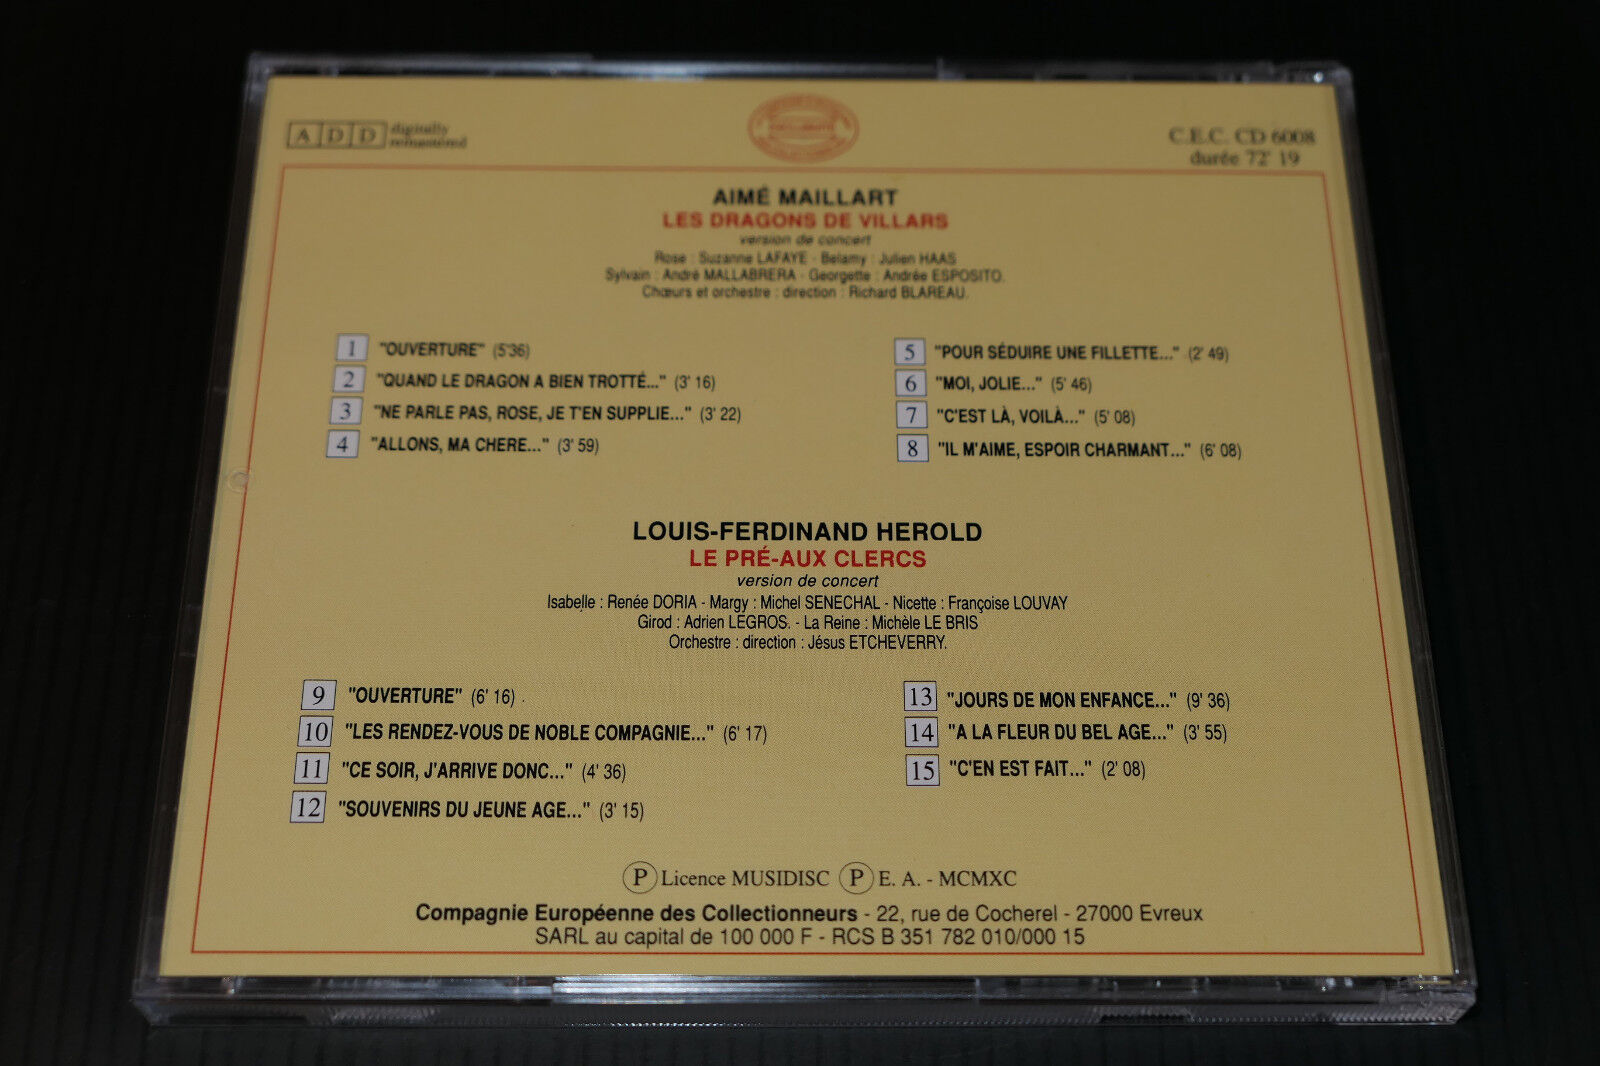 A D D digitally
remastered
C.E.C. CD 6008
durée 72' 19
AIMÉ MAILLART
LES DRAGONS DE VILLARS
version de concert
Rose : Suzanne LAFAYE - Belamy : Julien HAAS
Sylvain : André MALLABRERA - Georgette : Andrée ESPOSITO.
Chœurs et orchestre : direction : Richard BLAREAU.
1 "OUVERTURE" (5'36)
2 "QUAND LE DRAGON A BIEN TROTTÉ..." (3' 16)
3 "NE PARLE PAS, ROSE, JE T'EN SUPPLIE..." (3' 22)
4 "ALLONS, MA CHERE..." (3' 59)
5 "POUR SÉDUIRE UNE FILLETTE..." (2' 49)
6 "MOI, JOLIE..." (5' 46)
7 "C'EST LÀ, VOILÀ..." (5' 08)
8 "IL M'AIME, ESPOIR CHARMANT..." (6' 08)
LOUIS-FERDINAND HEROLD
LE PRÉ-AUX CLERCS
version de concert
Isabelle : Renée DORIA - Margy : Michel SENECHAL - Nicette : Françoise LOUVAY
Girod : Adrien LEGROS. - La Reine : Michèle LE BRIS
Orchestre : direction : Jésus ETCHEVERRY.
9 "OUVERTURE" (6' 16) .
10 "LES RENDEZ-VOUS DE NOBLE COMPAGNIE..." (6' 17)
11 "CE SOIR, J'ARRIVE DONC..." (4' 36)
12 "SOUVENIRS DU JEUNE AGE..." (3' 15)
13 "JOURS DE MON ENFANCE..." (9' 36)
14 "A LA FLEUR DU BEL AGE..." (3' 55)
15 "C'EN EST FAIT..." (2' 08)
Ⓟ Licence MUSIDISC Ⓟ E. A. - MCMXC
Compagnie Européenne des Collectionneurs - 22, rue de Cocherel - 27000 Evreux
SARL au capital de 100 000 F - RCS B 351 782 010/000 15